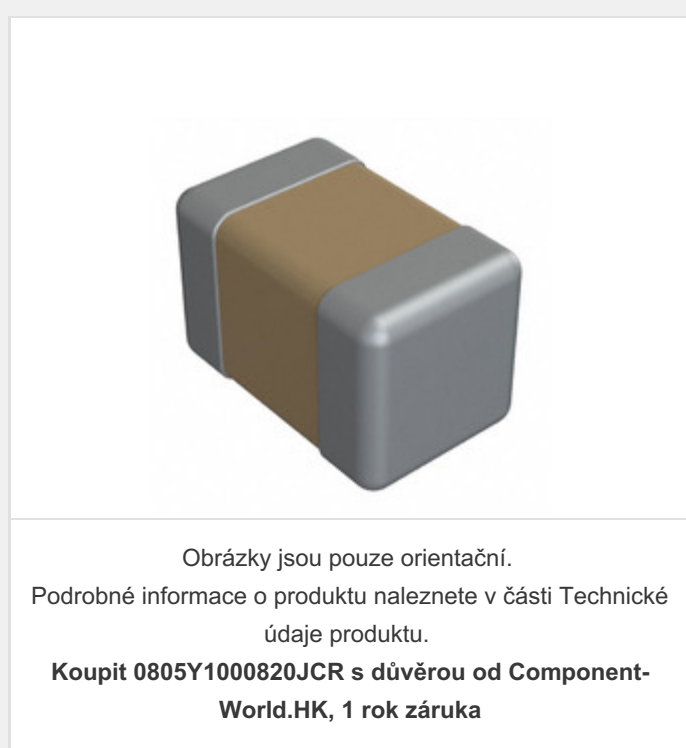 Obrázky jsou pouze orientační.
Podrobné informace o produktu naleznete v části Technické
údaje produktu.
Koupit 0805Y1000820JCR s důvěrou od Component-
World.HK, 1 rok záruka